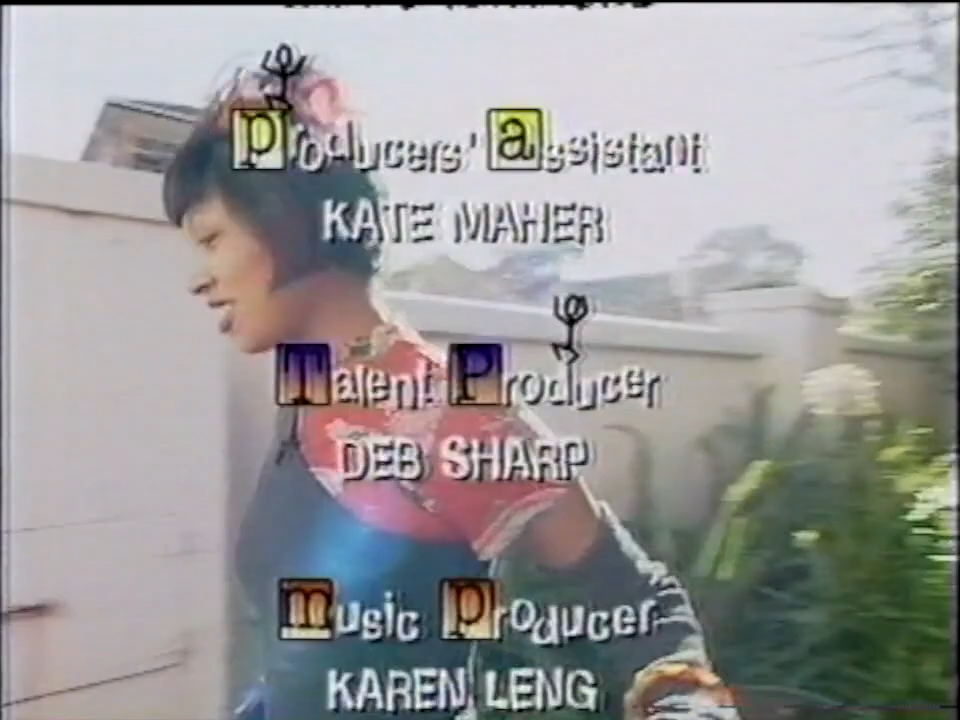 Producers' Assistant
KATE MAHER
Talent Producer
DEB SHARP
music producer
KAREN LENG